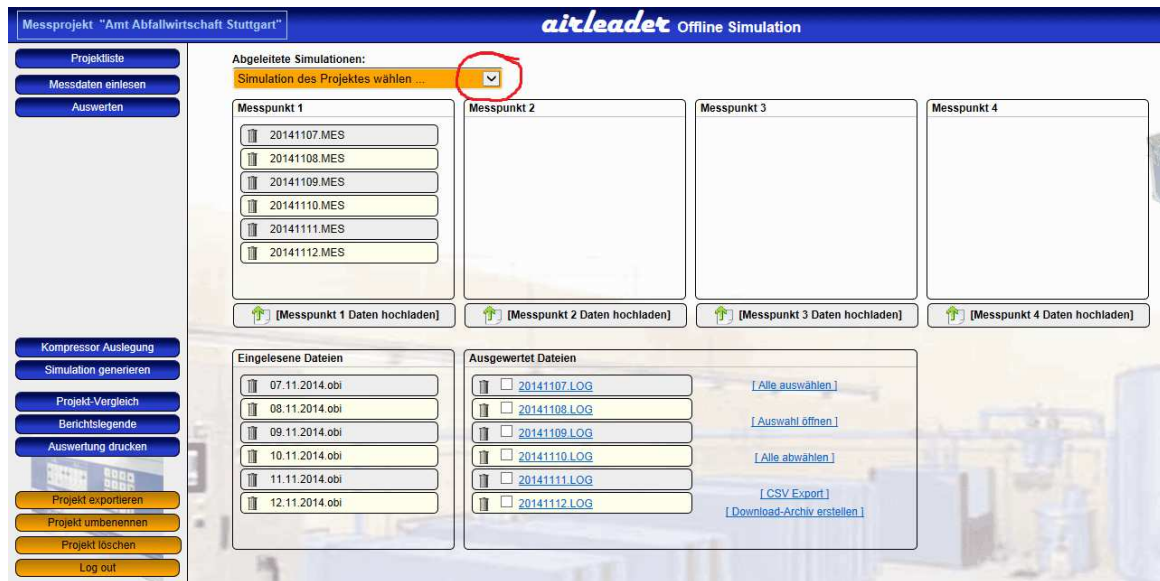 Messprojekt "Amt Abfallwirtschaft Stuttgart"
airleader Offline Simulation
Projektliste
Messdaten einlesen
Auswerten
Kompressor Auslegung
Simulation generieren
Projekt-Vergleich
Berichtslegende
Auswertung drucken
Projekt exportieren
Projekt umbenennen
Projekt löschen
Log out
Abgeleitete Simulationen:
Simulation des Projektes wählen ...
Messpunkt 1
20141107.MES
20141108.MES
20141109.MES
20141110.MES
20141111.MES
20141112.MES
[Messpunkt 1 Daten hochladen]
Messpunkt 2
[Messpunkt 2 Daten hochladen]
Messpunkt 3
[Messpunkt 3 Daten hochladen]
Messpunkt 4
[Messpunkt 4 Daten hochladen]
Eingelesene Dateien
07.11.2014.obi
08.11.2014.obi
09.11.2014.obi
10.11.2014.obi
11.11.2014.obi
12.11.2014.obi
Ausgewertet Dateien
20141107.LOG
20141108.LOG
20141109.LOG
20141110.LOG
20141111.LOG
20141112.LOG
[ Alle auswählen ]
[ Auswahl öffnen ]
[ Alle abwählen ]
[ CSV Export ]
[ Download-Archiv erstellen ]